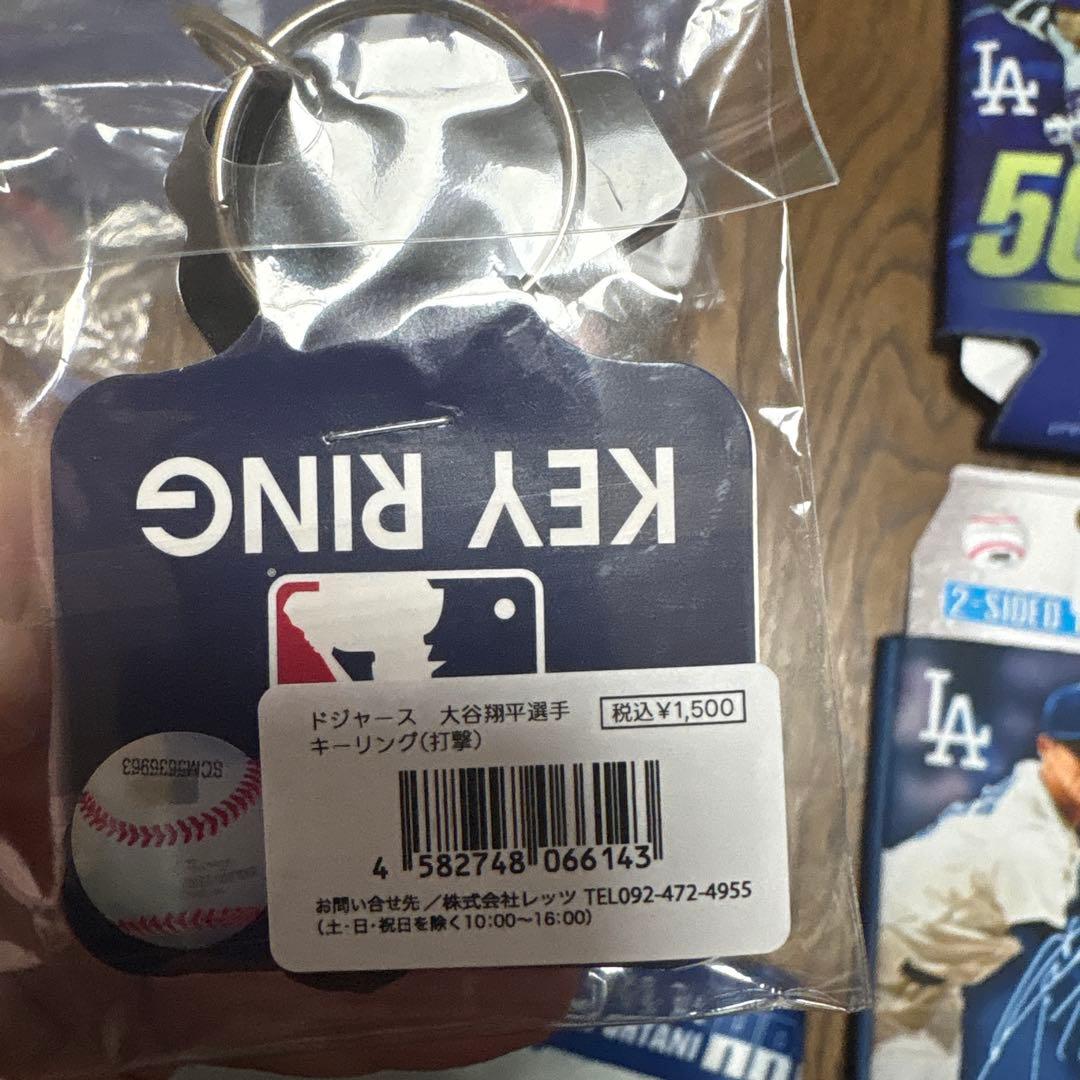 KEY RING
SCM5636963
ドジャース 大谷翔平選手
税込¥1,500
キーリング(打撃)
4 582748 066143
お問い合せ先／株式会社レッツ TEL092-472-4955
(土・日・祝日を除く10:00〜16:00)
LA
2-SIDED
LA